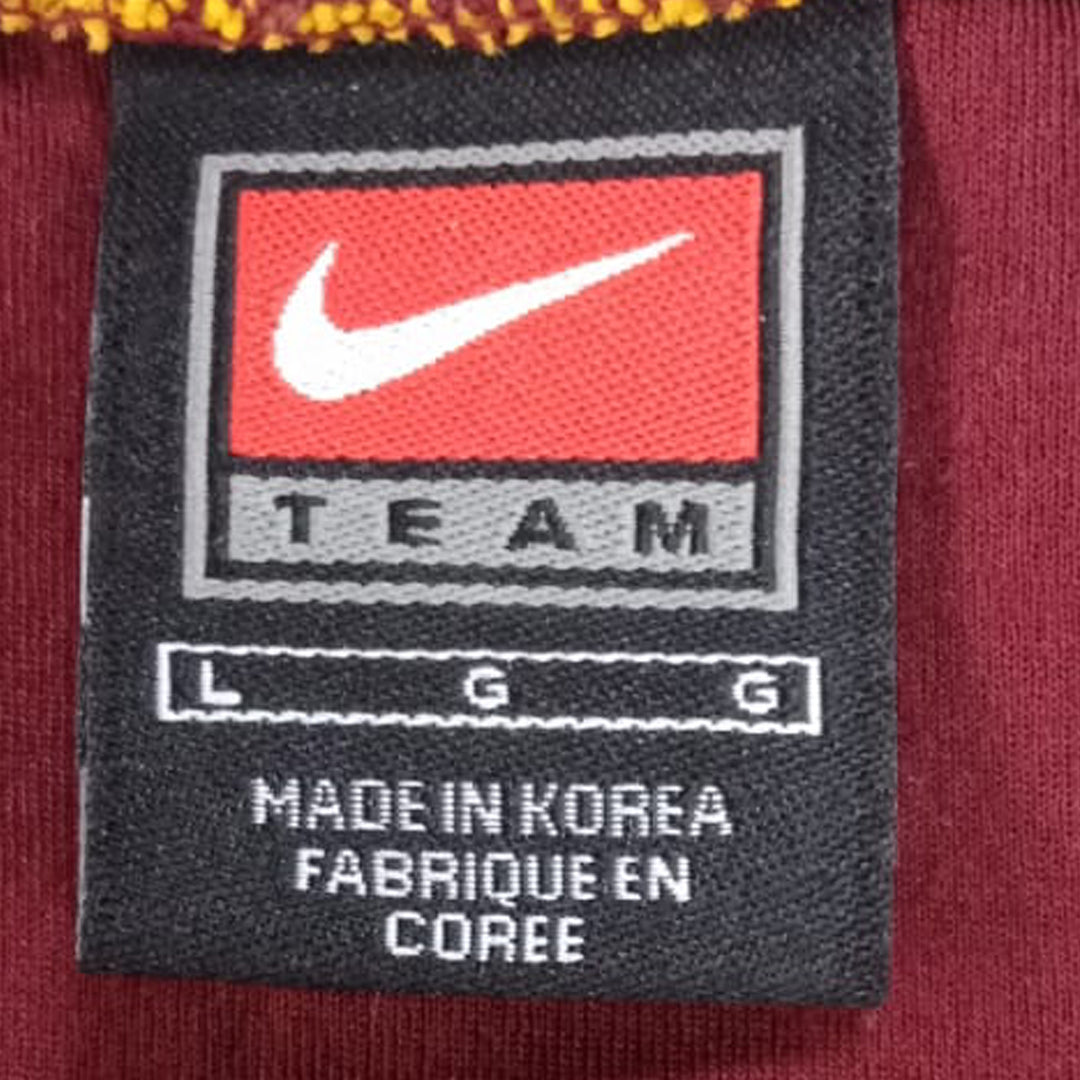 TEAM
L G G
MADE IN KOREA
FABRIQUE EN
COREE